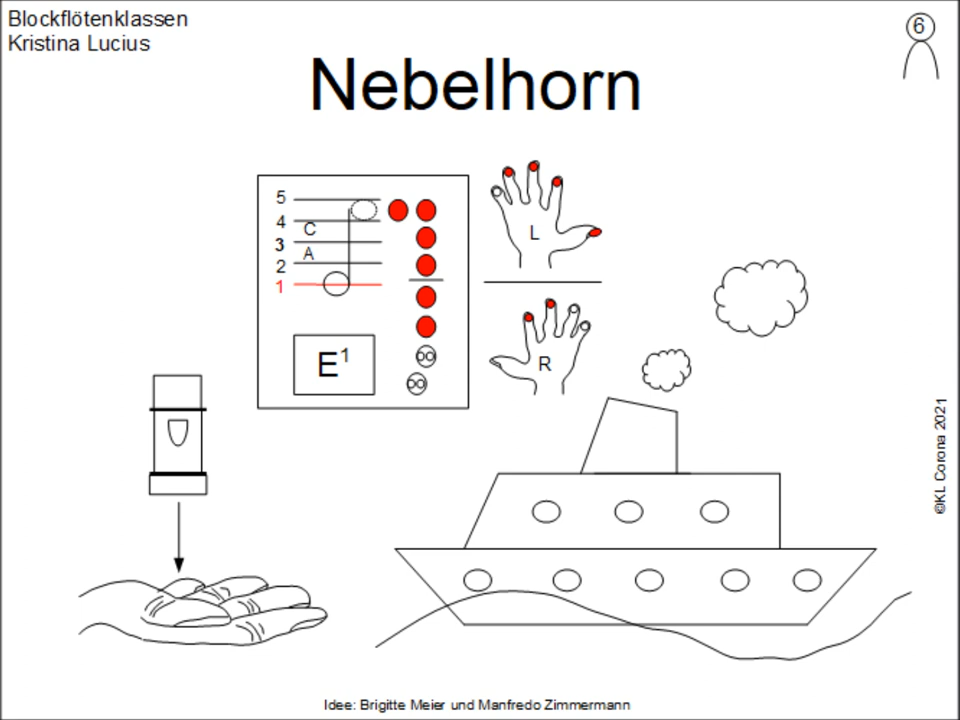 Blockflötenklassen
Kristina Lucius
6
Nebelhorn
5
4
C
3
A
2
1
E¹
L
R
©KL Corona 2021
Idee: Brigitte Meier und Manfredo Zimmermann